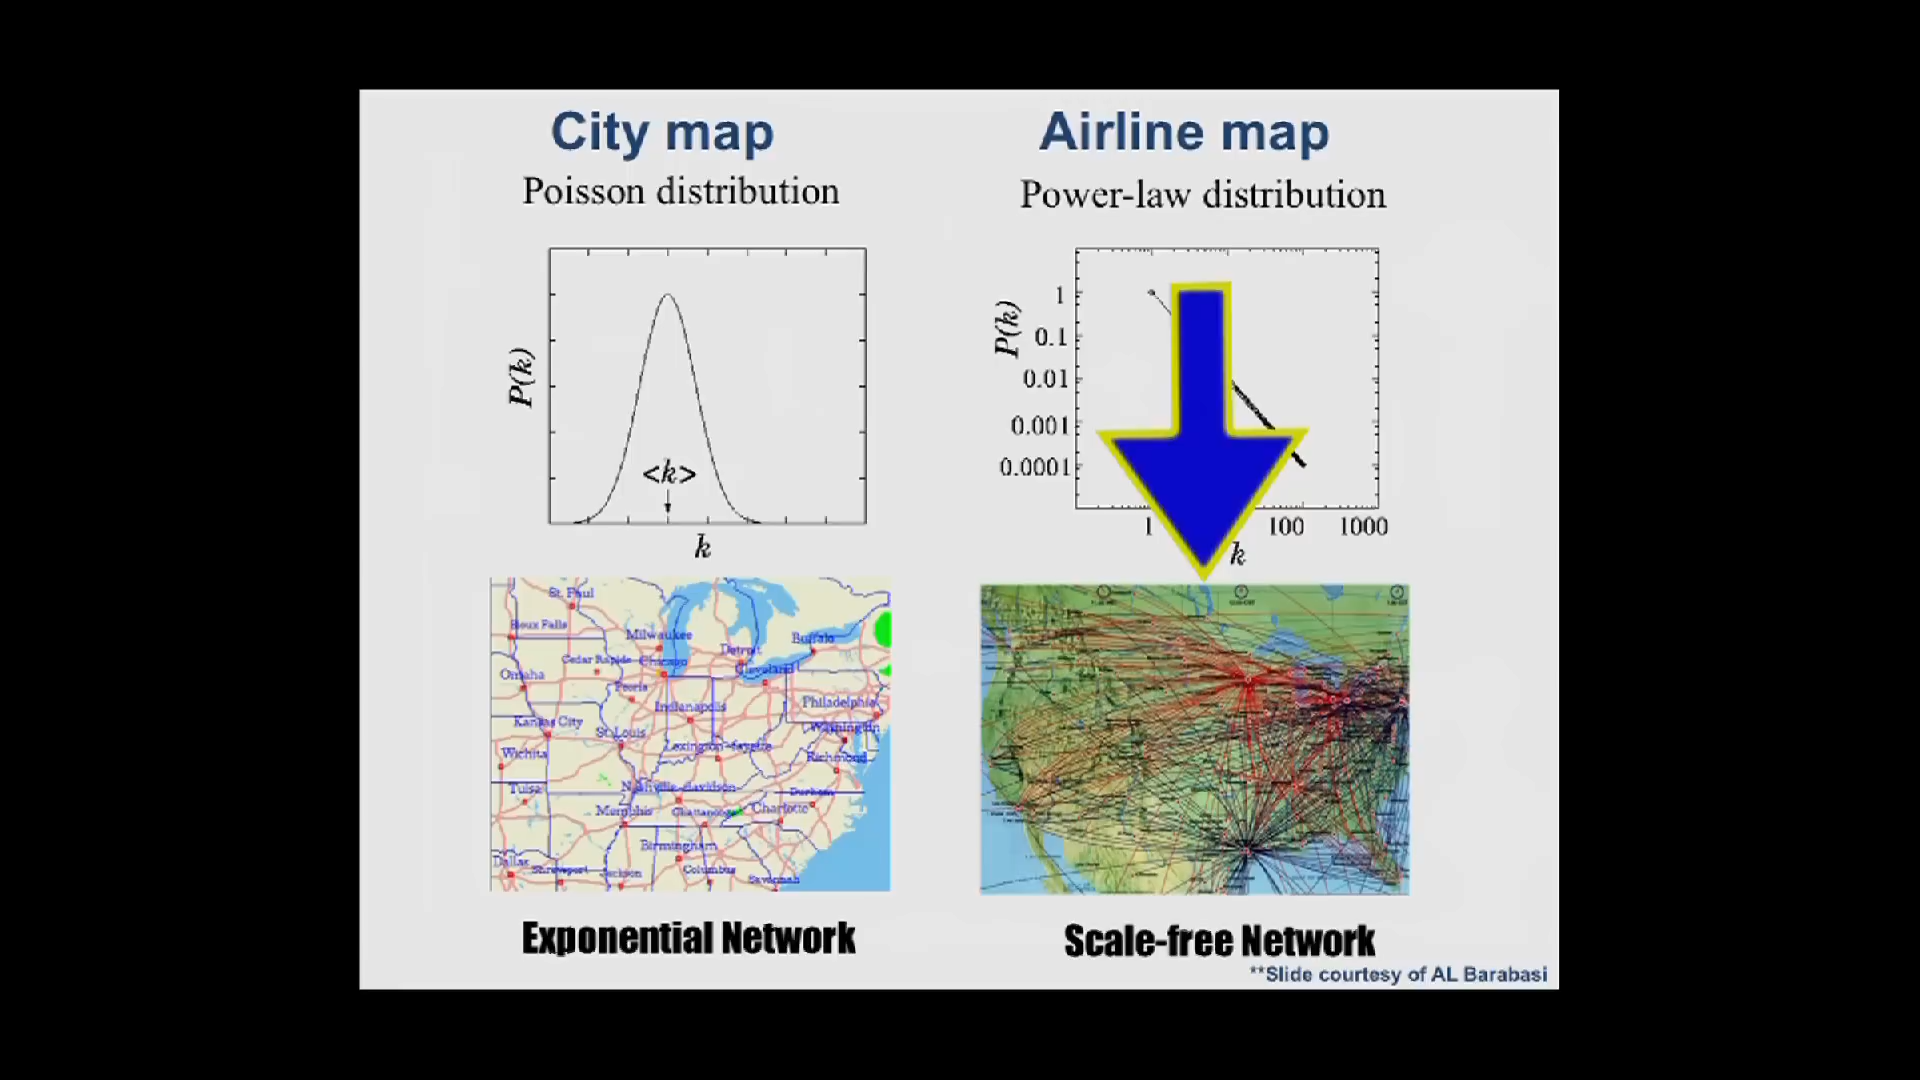 City map
Poisson distribution
P(k)
<k>
k
Airline map
Power-law distribution
P(k)
1
0.1
0.01
0.001
0.0001
1
100
1000
k
St. Paul
Sioux Falls
Milwaukee
Buffalo
Detroit
Cedar Rapids
Chicago
Cleveland
Omaha
Peoria
Indianapolis
Philadelphia
Kansas City
Washington
St. Louis
Lexington-fayette
Wichita
Richmond
Tulsa
Nashville-davidson
Durham
Memphis
Chattanooga
Charlotte
Birmingham
Dallas
Shreveport
Jackson
Columbus
Savannah
Exponential Network
Scale-free Network
**Slide courtesy of AL Barabasi